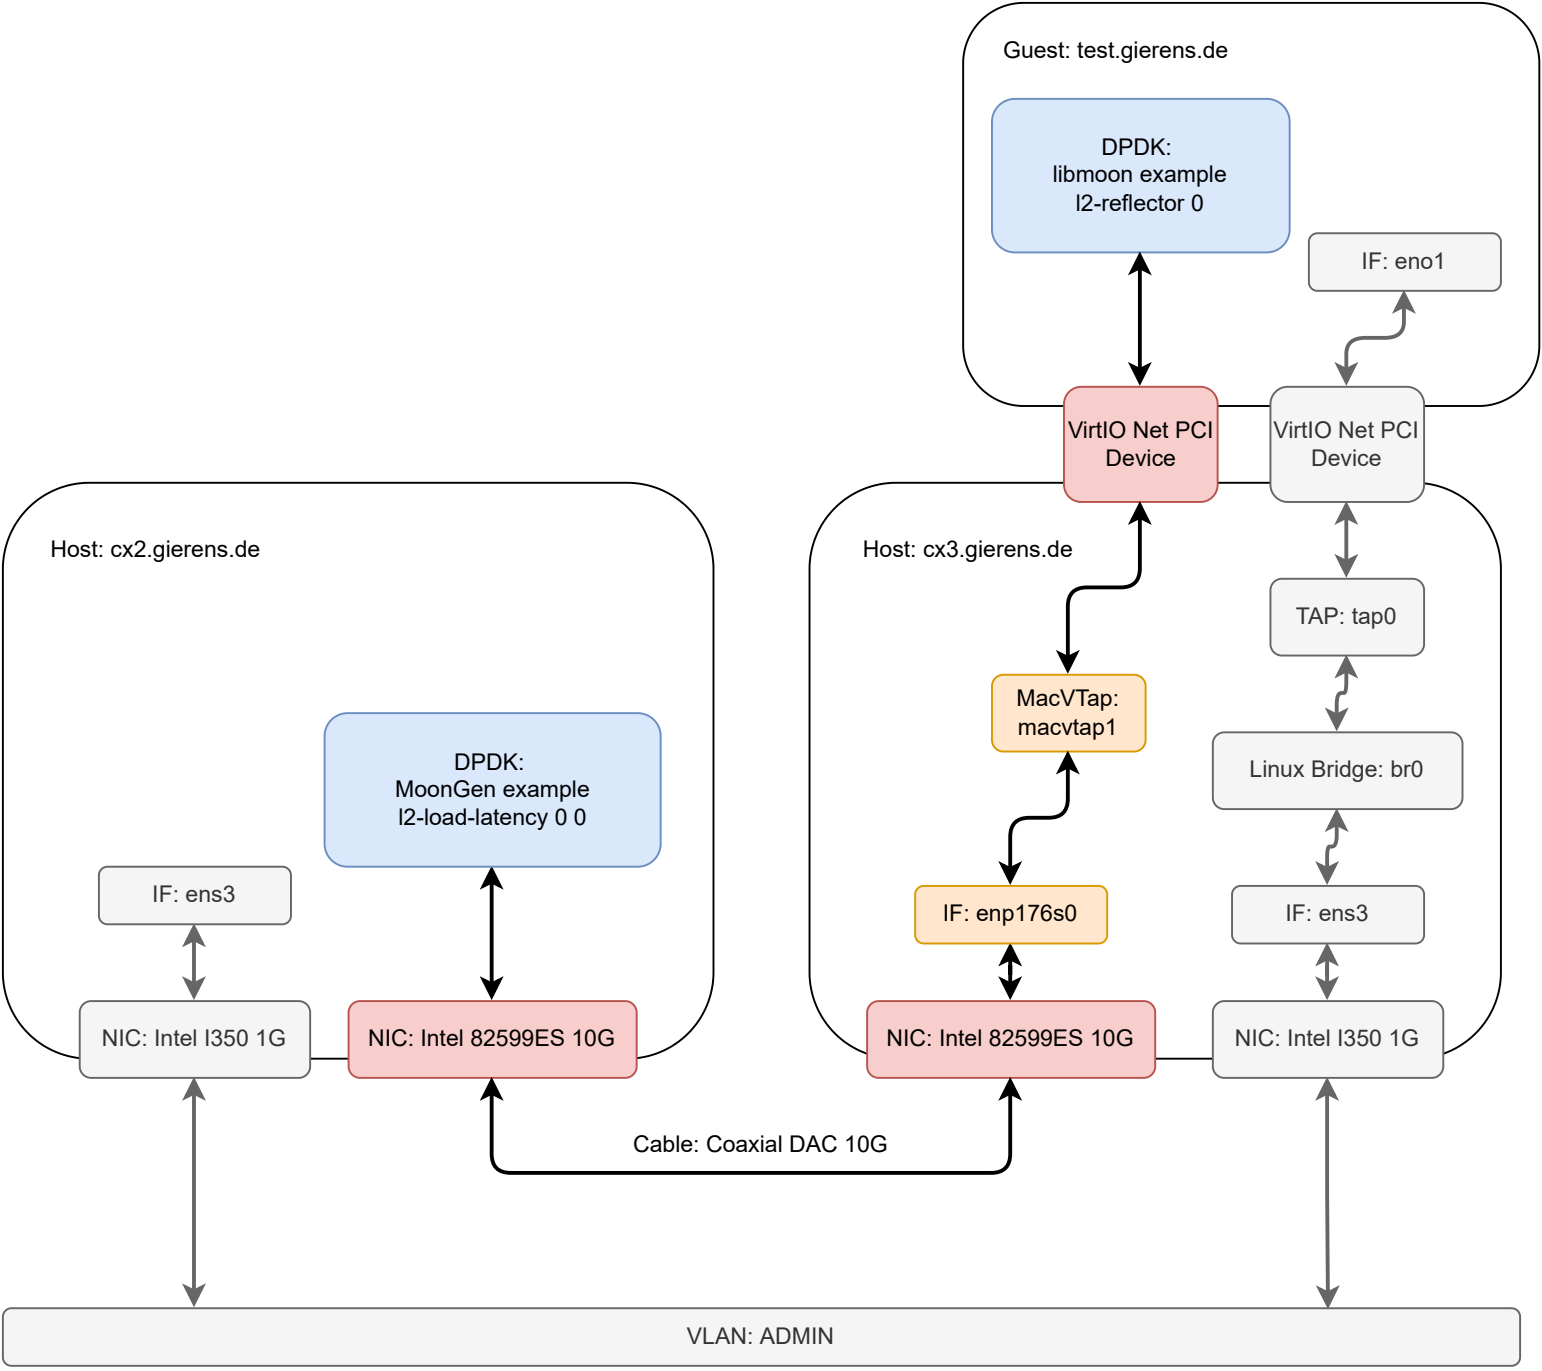 Guest: test.gierens.de
DPDK:
libmoon example
l2-reflector 0
IF: eno1
VirtIO Net PCI
Device
VirtIO Net PCI
Device
Host: cx2.gierens.de
Host: cx3.gierens.de
TAP: tap0
MacVTap:
macvtap1
DPDK:
MoonGen example
l2-load-latency 0 0
Linux Bridge: br0
IF: ens3
IF: enp176s0
IF: ens3
NIC: Intel I350 1G
NIC: Intel 82599ES 10G
NIC: Intel 82599ES 10G
NIC: Intel I350 1G
Cable: Coaxial DAC 10G
VLAN: ADMIN